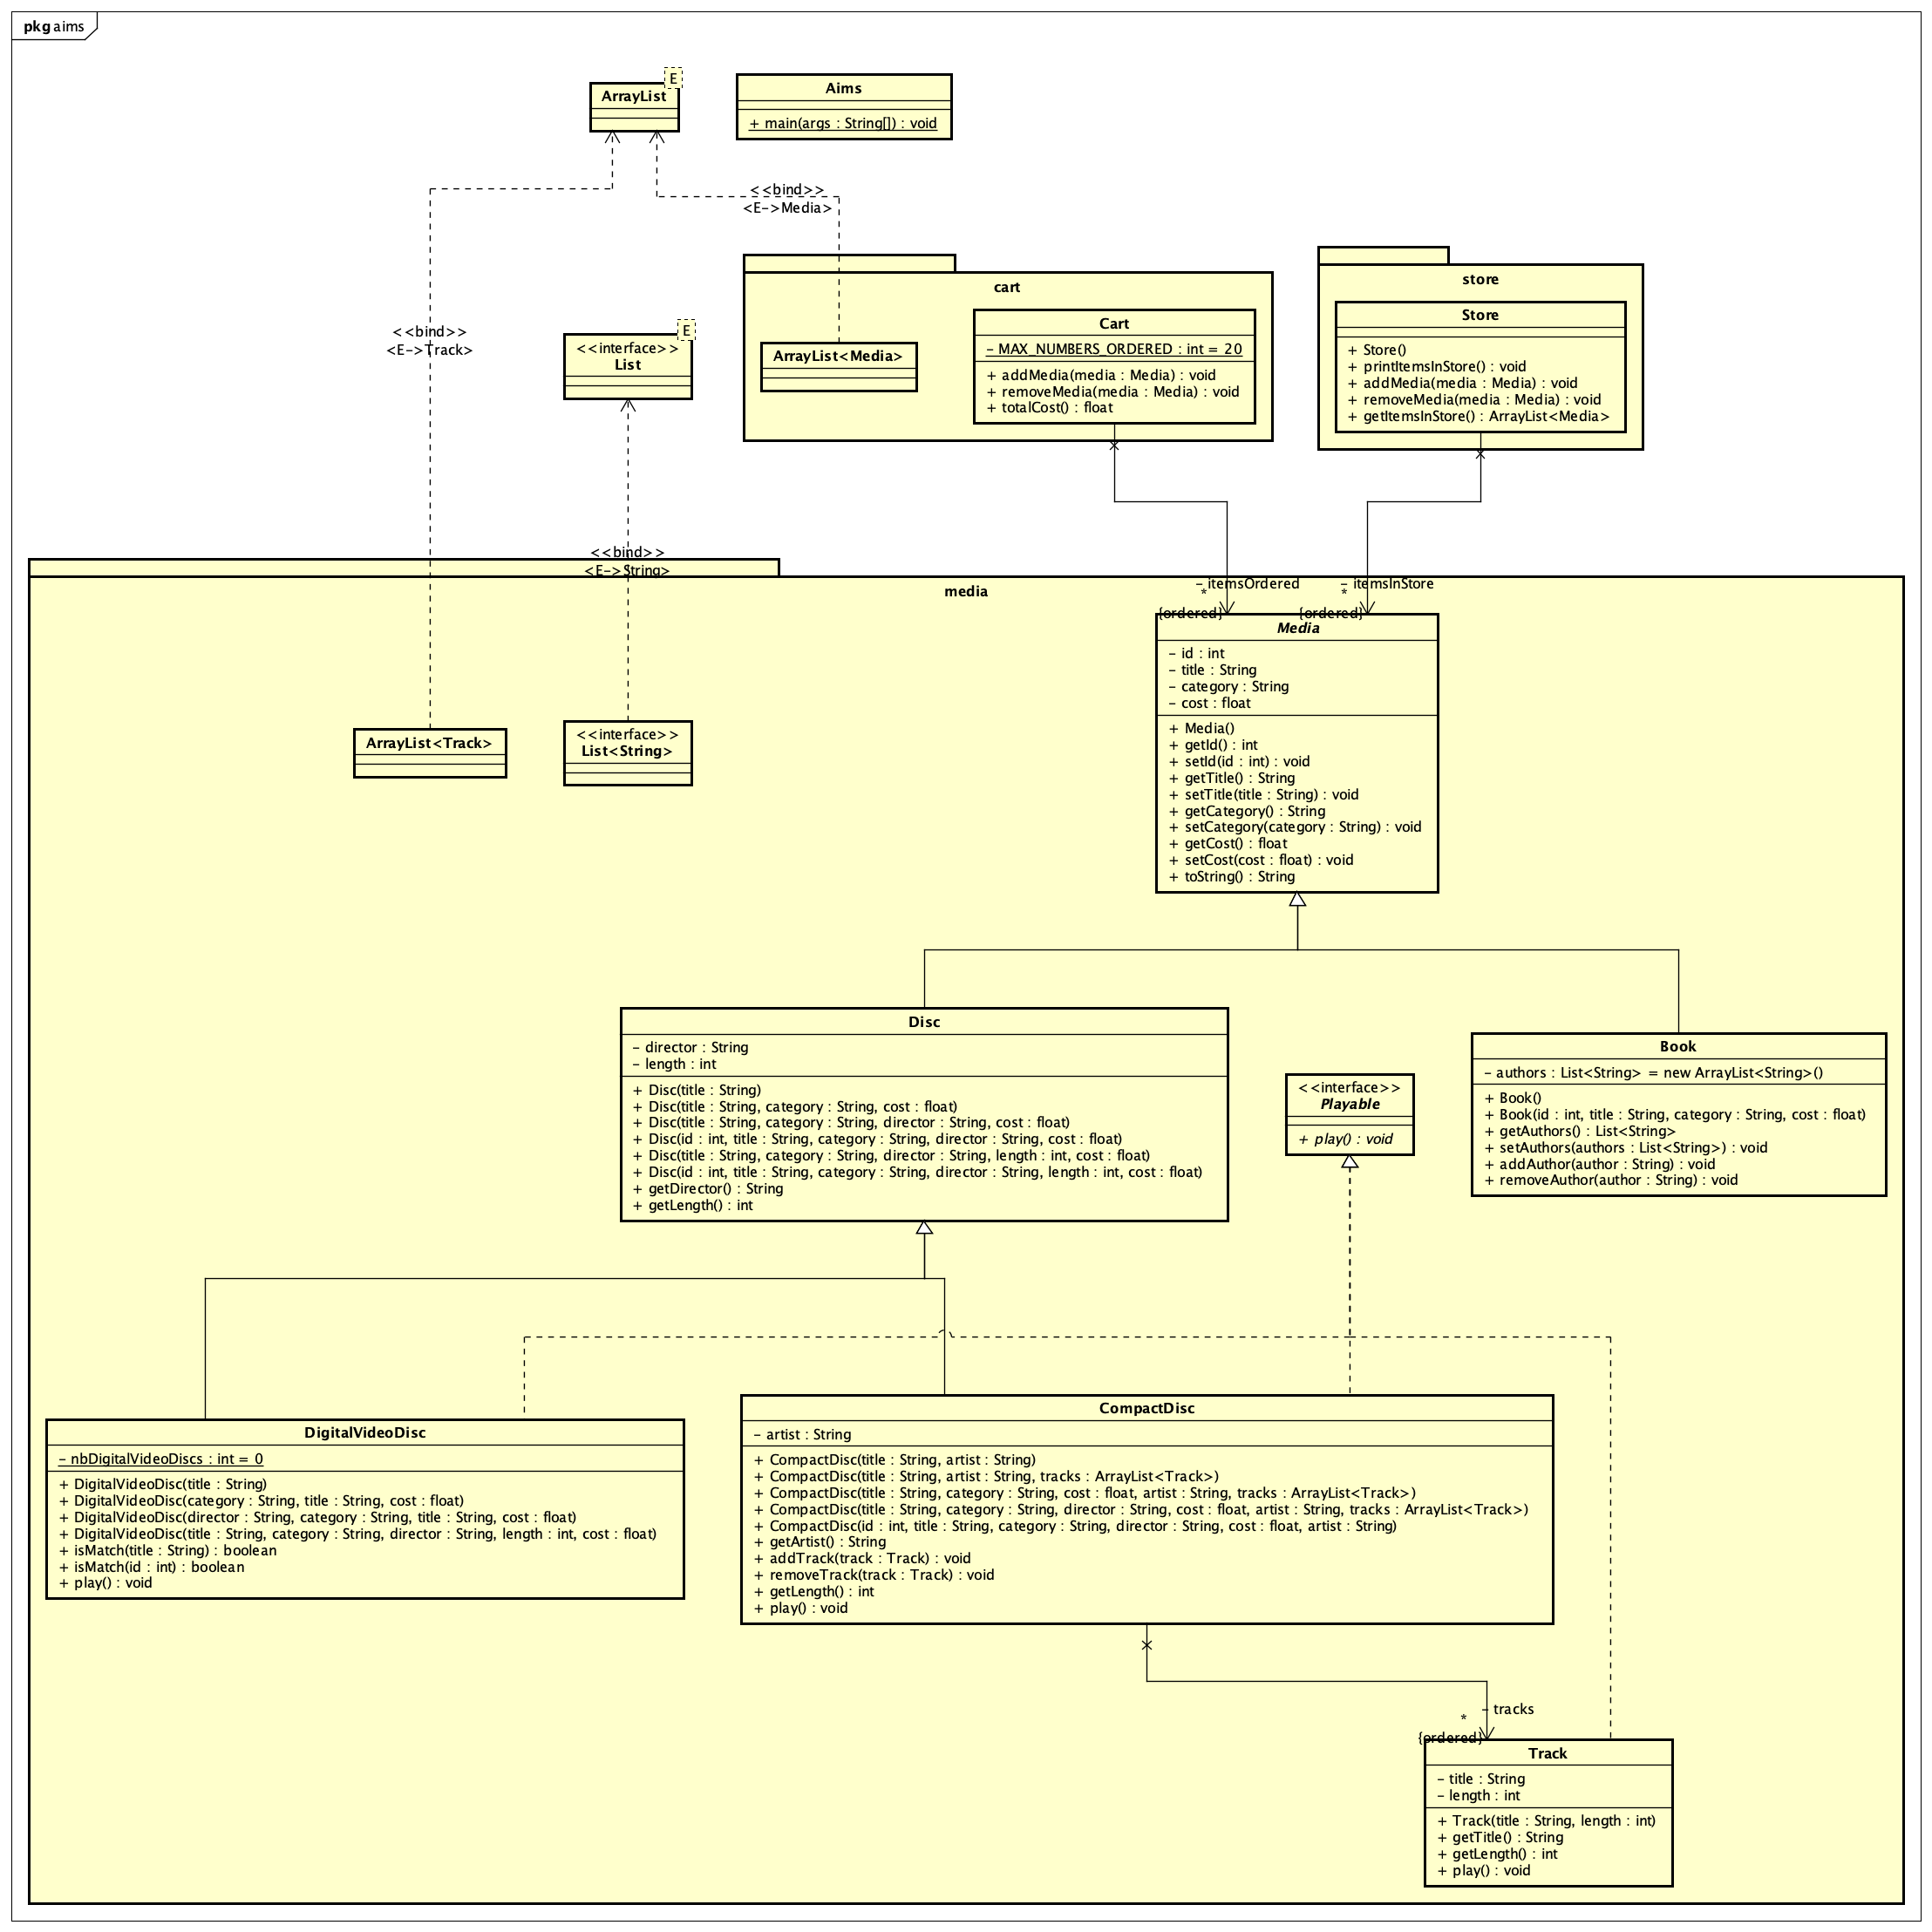 pkg aims
E
ArrayList
Aims
+ main(args : String[]) : void
<<bind>>
<E->Media>
<<bind>>
<E->Track>
E
<<interface>>
List
cart
ArrayList<Media>
Cart
- MAX_NUMBERS_ORDERED : int = 20
+ addMedia(media : Media) : void
+ removeMedia(media : Media) : void
+ totalCost() : float
store
Store
+ Store()
+ printItemsInStore() : void
+ addMedia(media : Media) : void
+ removeMedia(media : Media) : void
+ getItemsInStore() : ArrayList<Media>
<<bind>>
<E->String>
media
- itemsOrdered
*
{ordered}
- itemsInStore
*
{ordered}
Media
- id : int
- title : String
- category : String
- cost : float
+ Media()
+ getId() : int
+ setId(id : int) : void
+ getTitle() : String
+ setTitle(title : String) : void
+ getCategory() : String
+ setCategory(category : String) : void
+ getCost() : float
+ setCost(cost : float) : void
+ toString() : String
ArrayList<Track>
<<interface>>
List<String>
Disc
- director : String
- length : int
+ Disc(title : String)
+ Disc(title : String, category : String, cost : float)
+ Disc(title : String, category : String, director : String, cost : float)
+ Disc(id : int, title : String, category : String, director : String, cost : float)
+ Disc(title : String, category : String, director : String, length : int, cost : float)
+ Disc(id : int, title : String, category : String, director : String, length : int, cost : float)
+ getDirector() : String
+ getLength() : int
<<interface>>
Playable
+ play() : void
Book
- authors : List<String> = new ArrayList<String>()
+ Book()
+ Book(id : int, title : String, category : String, cost : float)
+ getAuthors() : List<String>
+ setAuthors(authors : List<String>) : void
+ addAuthor(author : String) : void
+ removeAuthor(author : String) : void
DigitalVideoDisc
- nbDigitalVideoDiscs : int = 0
+ DigitalVideoDisc(title : String)
+ DigitalVideoDisc(category : String, title : String, cost : float)
+ DigitalVideoDisc(director : String, category : String, title : String, cost : float)
+ DigitalVideoDisc(title : String, category : String, director : String, length : int, cost : float)
+ isMatch(title : String) : boolean
+ isMatch(id : int) : boolean
+ play() : void
CompactDisc
- artist : String
+ CompactDisc(title : String, artist : String)
+ CompactDisc(title : String, artist : String, tracks : ArrayList<Track>)
+ CompactDisc(title : String, category : String, cost : float, artist : String, tracks : ArrayList<Track>)
+ CompactDisc(title : String, category : String, director : String, cost : float, artist : String, tracks : ArrayList<Track>)
+ CompactDisc(id : int, title : String, category : String, director : String, cost : float, artist : String)
+ getArtist() : String
+ addTrack(track : Track) : void
+ removeTrack(track : Track) : void
+ getLength() : int
+ play() : void
- tracks
*
{ordered}
Track
- title : String
- length : int
+ Track(title : String, length : int)
+ getTitle() : String
+ getLength() : int
+ play() : void